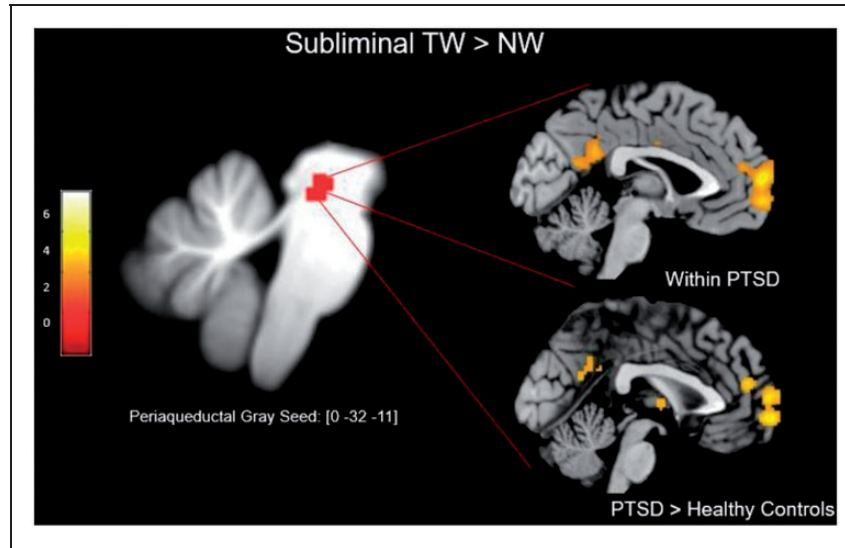 Subliminal TW > NW
6
4
2
0
Within PTSD
Periaqueductal Gray Seed: [0 -32 -11]
PTSD > Healthy Controls